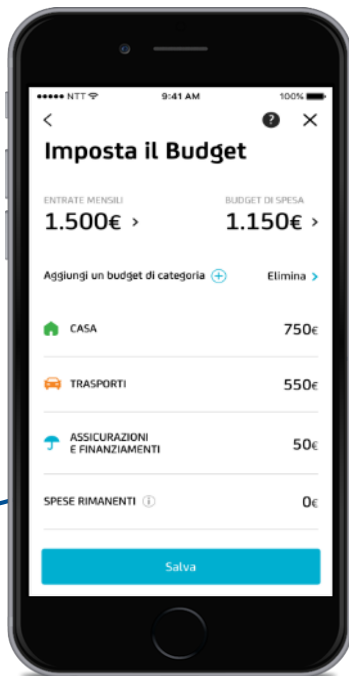 NTT 9:41 AM 100%
?
Imposta il Budget
ENTRATE MENSILI BUDGET DI SPESA
1.500€ > 1.150€ >
Aggiungi un budget di categoria Elimina >
CASA 750€
TRASPORTI 550€
ASSICURAZIONI
E FINANZIAMENTI 50€
SPESE RIMANENTI i 0€
Salva